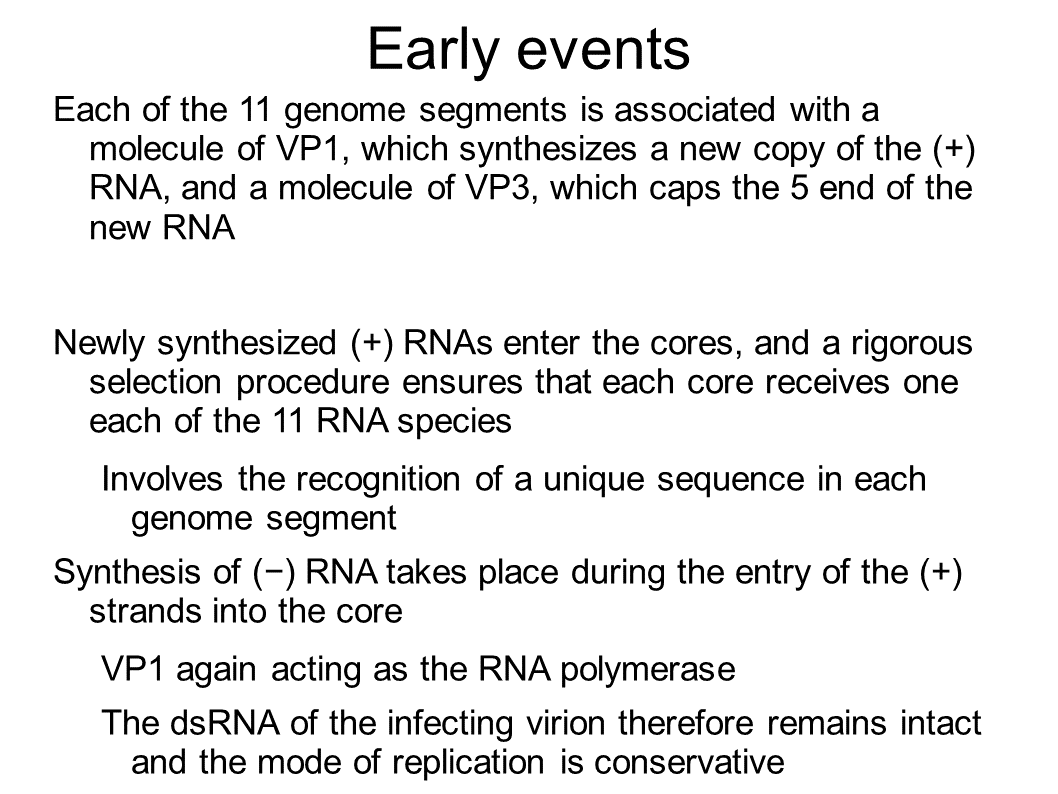 Early events
Each of the 11 genome segments is associated with a
molecule of VP1, which synthesizes a new copy of the (+)
RNA, and a molecule of VP3, which caps the 5 end of the
new RNA
Newly synthesized (+) RNAs enter the cores, and a rigorous
selection procedure ensures that each core receives one
each of the 11 RNA species
Involves the recognition of a unique sequence in each
genome segment
Synthesis of (−) RNA takes place during the entry of the (+)
strands into the core
VP1 again acting as the RNA polymerase
The dsRNA of the infecting virion therefore remains intact
and the mode of replication is conservative